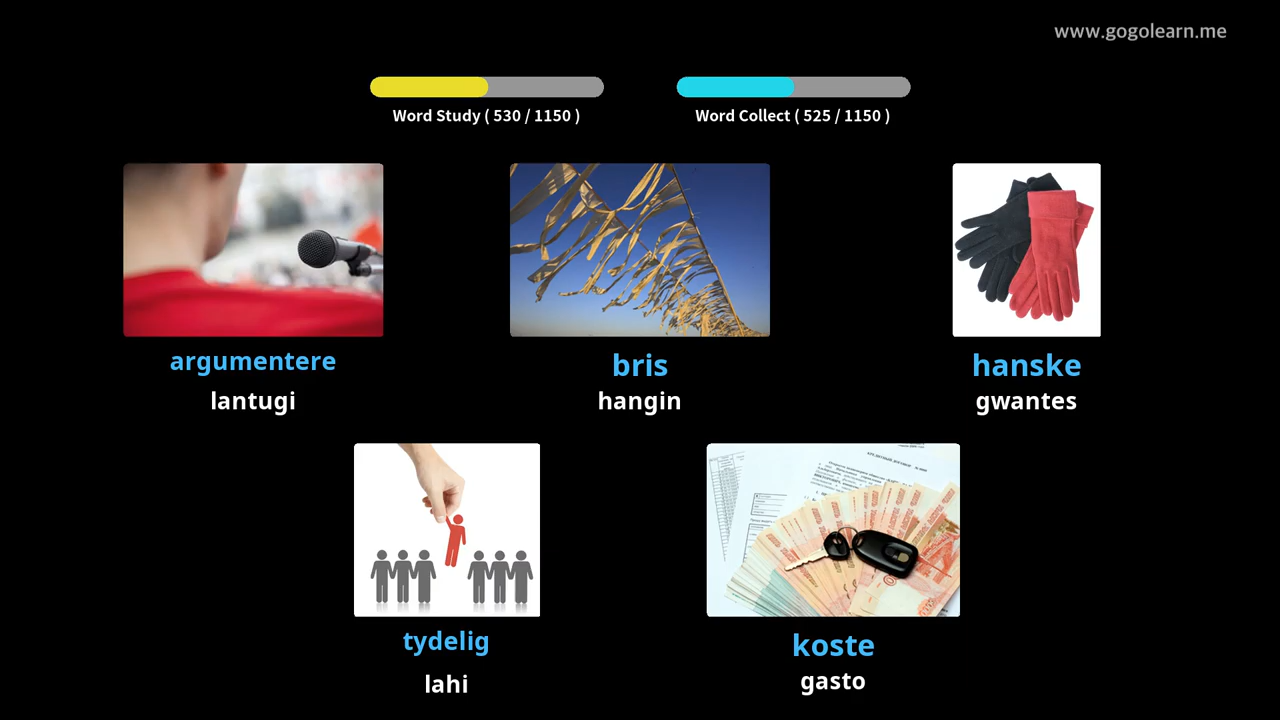 www.gogolearn.me
Word Study ( 530 / 1150 )
Word Collect ( 525 / 1150 )
argumentere
lantugi
bris
hangin
hanske
gwantes
tydelig
lahi
koste
gasto